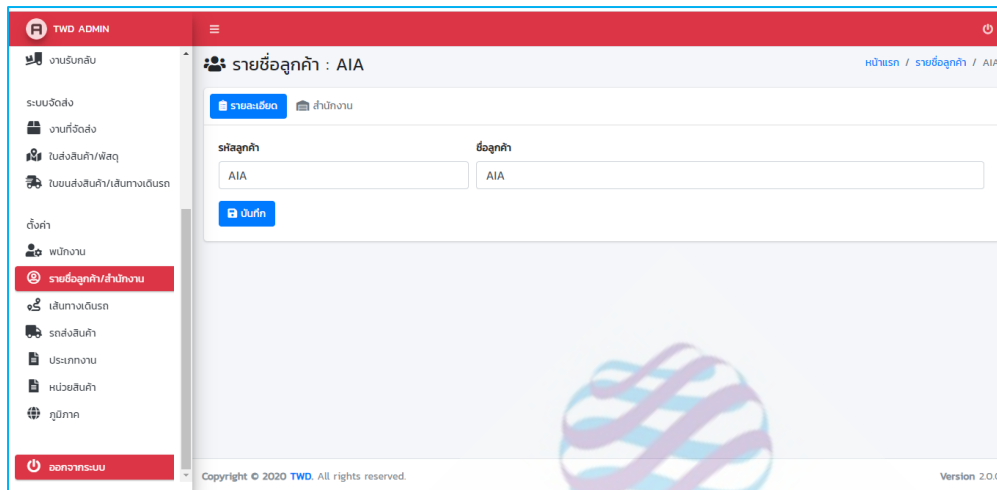 TWD ADMIN
งานรับกลับ
ระบบจัดส่ง
งานที่จัดส่ง
ใบส่งสินค้า/พัสดุ
ใบขนส่งสินค้า/เส้นทางเดินรถ
ตั้งค่า
พนักงาน
รายชื่อลูกค้า/สำนักงาน
เส้นทางเดินรถ
รถส่งสินค้า
ประเภทงาน
หน่วยสินค้า
ภูมิภาค
ออกจากระบบ
รายชื่อลูกค้า : AIA
หน้าแรก / รายชื่อลูกค้า / AIA
รายละเอียด สำนักงาน
รหัสลูกค้า ชื่อลูกค้า
AIA AIA
บันทึก
Copyright © 2020 TWD. All rights reserved. Version 2.0.0